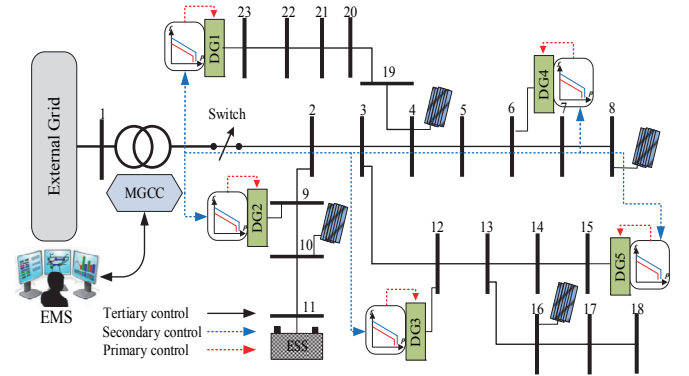 23
22
21
20
DG1
f
P
19
DG4
f
P
External Grid
1
Switch
2
3
4
5
6
7
8
MGCC
DG2
f
P
9
10
12
13
14
15
DG5
f
P
EMS
11
ESS
DG3
f
P
16
17
18
Tertiary control
Secondary control
Primary control